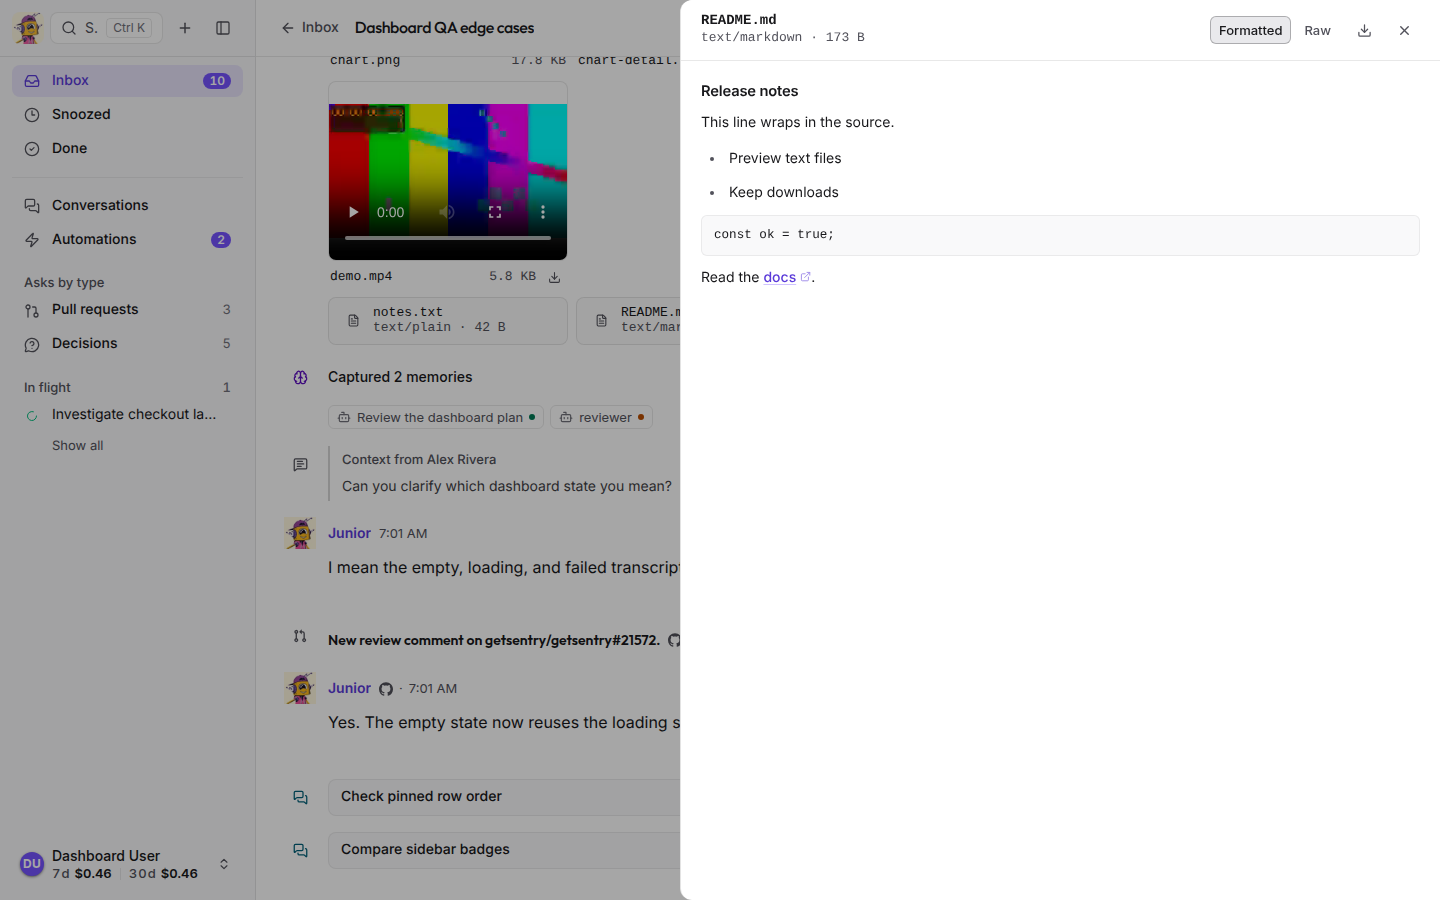 S.
Ctrl K
Inbox
10
Snoozed
Done
Conversations
Automations
2
Asks by type
Pull requests
3
Decisions
5
In flight
1
Investigate checkout la...
Show all
Dashboard User
DU
7d $0.46
30d $0.46
Inbox
Dashboard QA edge cases
chart.png
17.8 KB
chart-detail.
0:00
demo.mp4
5.8 KB
notes.txt
text/plain · 42 B
README.m
text/mar
Captured 2 memories
Review the dashboard plan
reviewer
Context from Alex Rivera
Can you clarify which dashboard state you mean?
Junior 7:01 AM
I mean the empty, loading, and failed transcript
New review comment on getsentry/getsentry#21572.
Junior · 7:01 AM
Yes. The empty state now reuses the loading s
Check pinned row order
Compare sidebar badges
README.md
text/markdown · 173 B
Formatted
Raw
Release notes
This line wraps in the source.
• Preview text files
• Keep downloads
const ok = true;
Read the docs.